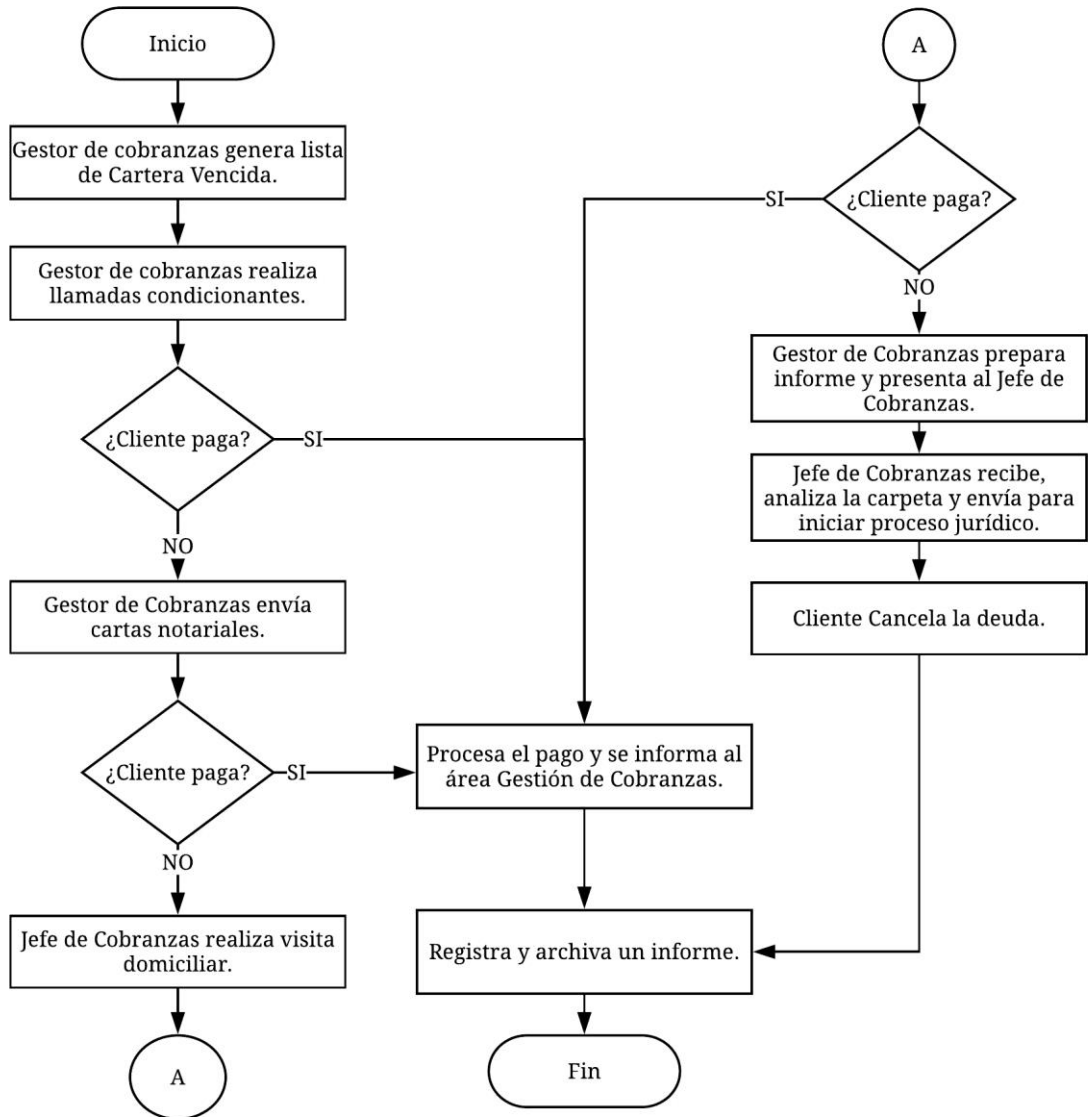 Inicio
Gestor de cobranzas genera lista
de Cartera Vencida.
Gestor de cobranzas realiza
llamadas condicionantes.
¿Cliente paga?
SI
NO
Gestor de Cobranzas envía
cartas notariales.
¿Cliente paga?
SI
NO
Jefe de Cobranzas realiza visita
domiciliar.
A
A
¿Cliente paga?
SI
NO
Gestor de Cobranzas prepara
informe y presenta al Jefe de
Cobranzas.
Jefe de Cobranzas recibe,
analiza la carpeta y envía para
iniciar proceso jurídico.
Cliente Cancela la deuda.
Procesa el pago y se informa al
área Gestión de Cobranzas.
Registra y archiva un informe.
Fin